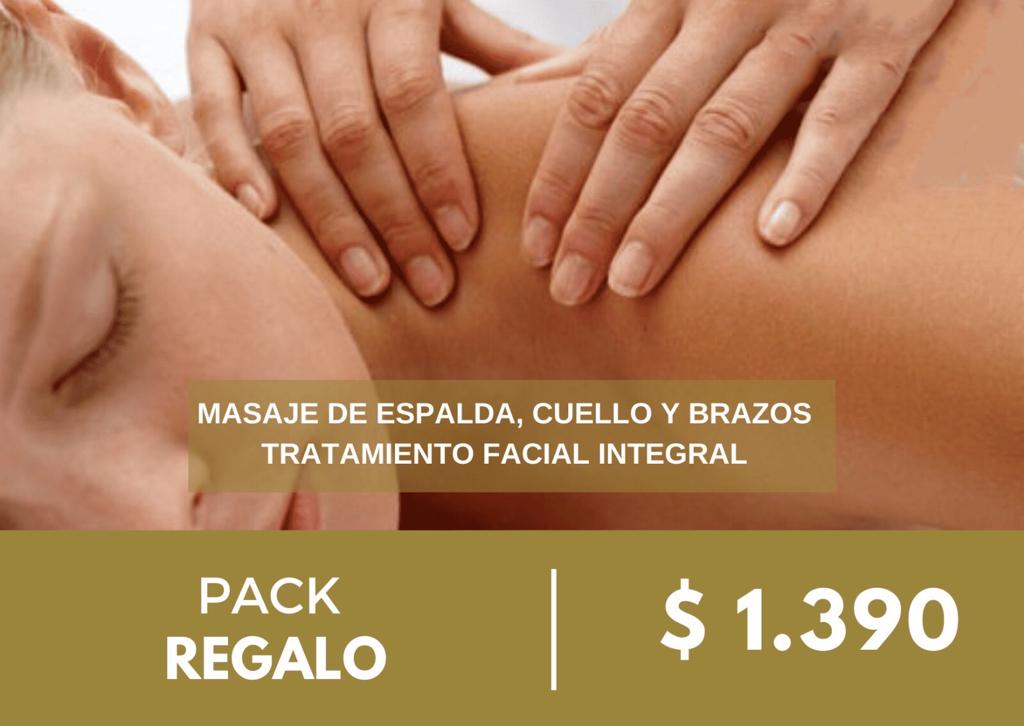 MASAJE DE ESPALDA, CUELLO Y BRAZOS
TRATAMIENTO FACIAL INTEGRAL
PACK
REGALO
$ 1.390